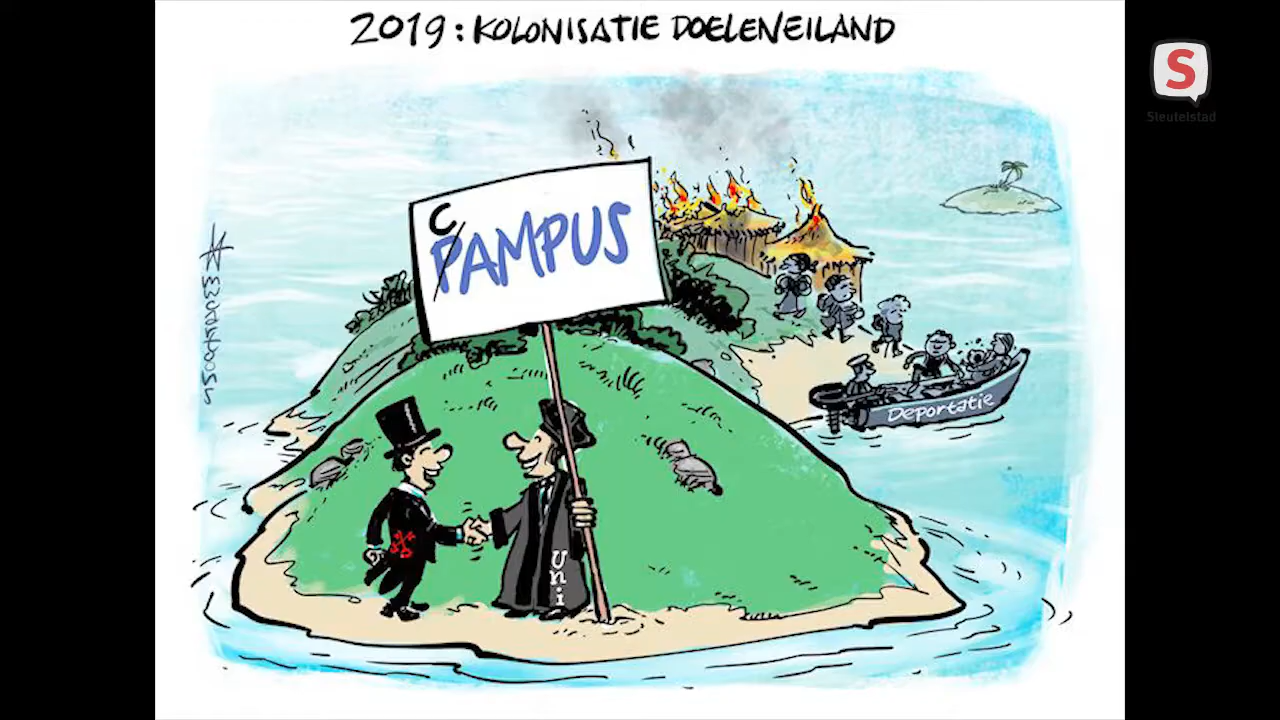 2019: KOLONISATIE DOELENEILAND
S
Sleutelstad
C
PAMPUS
Deportatie
Uni